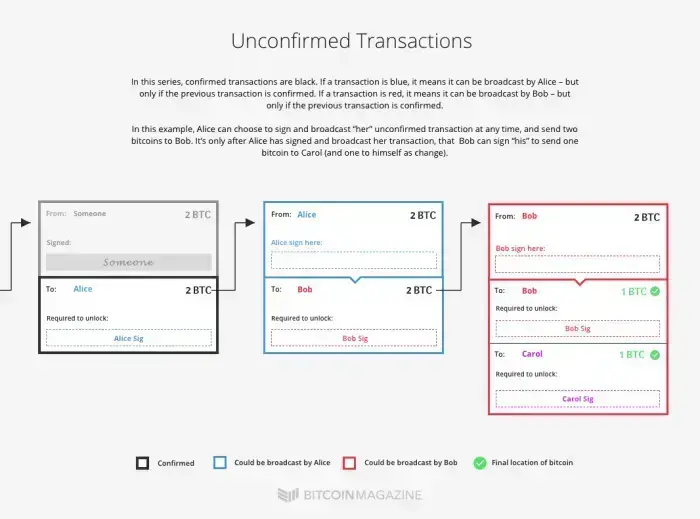 Unconfirmed Transactions
In this series, confirmed transactions are black. If a transaction is blue, it means it can be broadcast by Alice – but
only if the previous transaction is confirmed. If a transaction is red, it means it can be broadcast by Bob – but
only if the previous transaction is confirmed.
In this example, Alice can choose to sign and broadcast “her” unconfirmed transaction at any time, and send two
bitcoins to Bob. It's only after Alice has signed and broadcast her transaction, that Bob can sign “his” to send one
bitcoin to Carol (and one to himself as change).
From: Someone 2 BTC
Signed:
Someone
To: Alice 2 BTC
Required to unlock:
Alice Sig
From: Alice 2 BTC
Alice sign here:
To: Bob 2 BTC
Required to unlock:
Bob Sig
From: Bob 2 BTC
Bob sign here:
To: Bob 1 BTC
Required to unlock:
Bob Sig
To: Carol 1 BTC
Required to unlock:
Carol Sig
Confirmed
Could be broadcast by Alice
Could be broadcast by Bob
Final location of bitcoin
BITCOINMAGAZINE